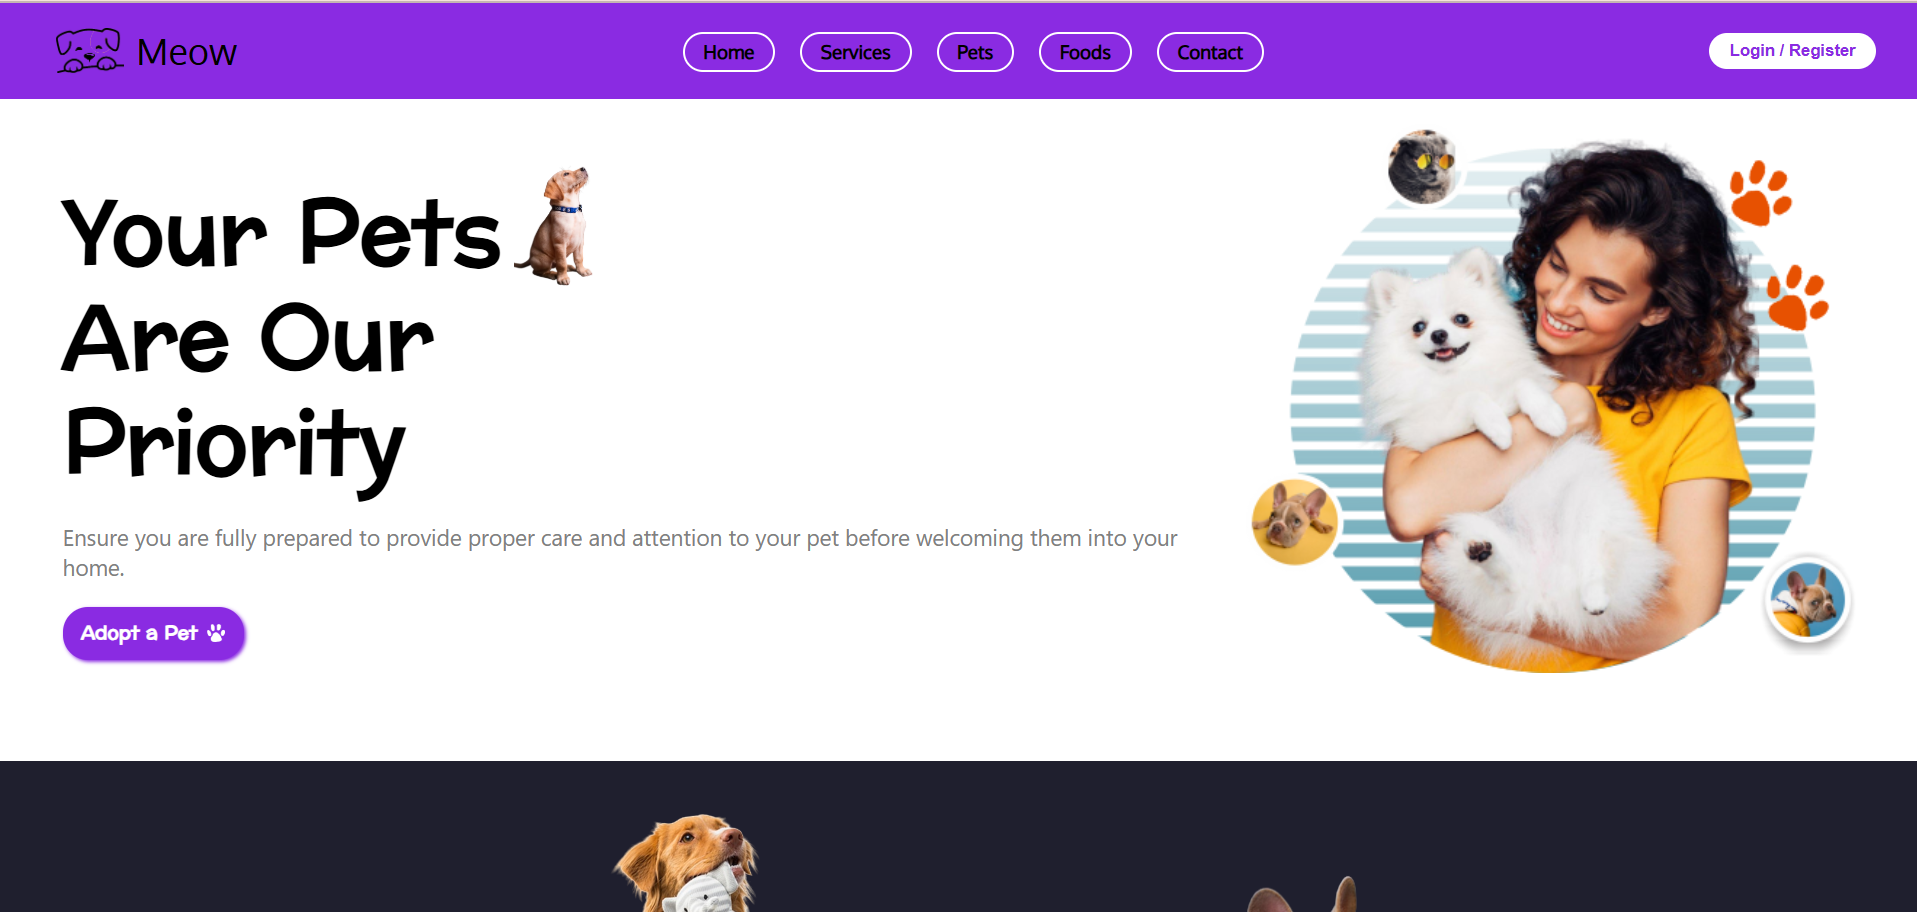 Meow
Home
Services
Pets
Foods
Contact
Login / Register
Your Pets
Are Our
Priority
Ensure you are fully prepared to provide proper care and attention to your pet before welcoming them into your
home.
Adopt a Pet